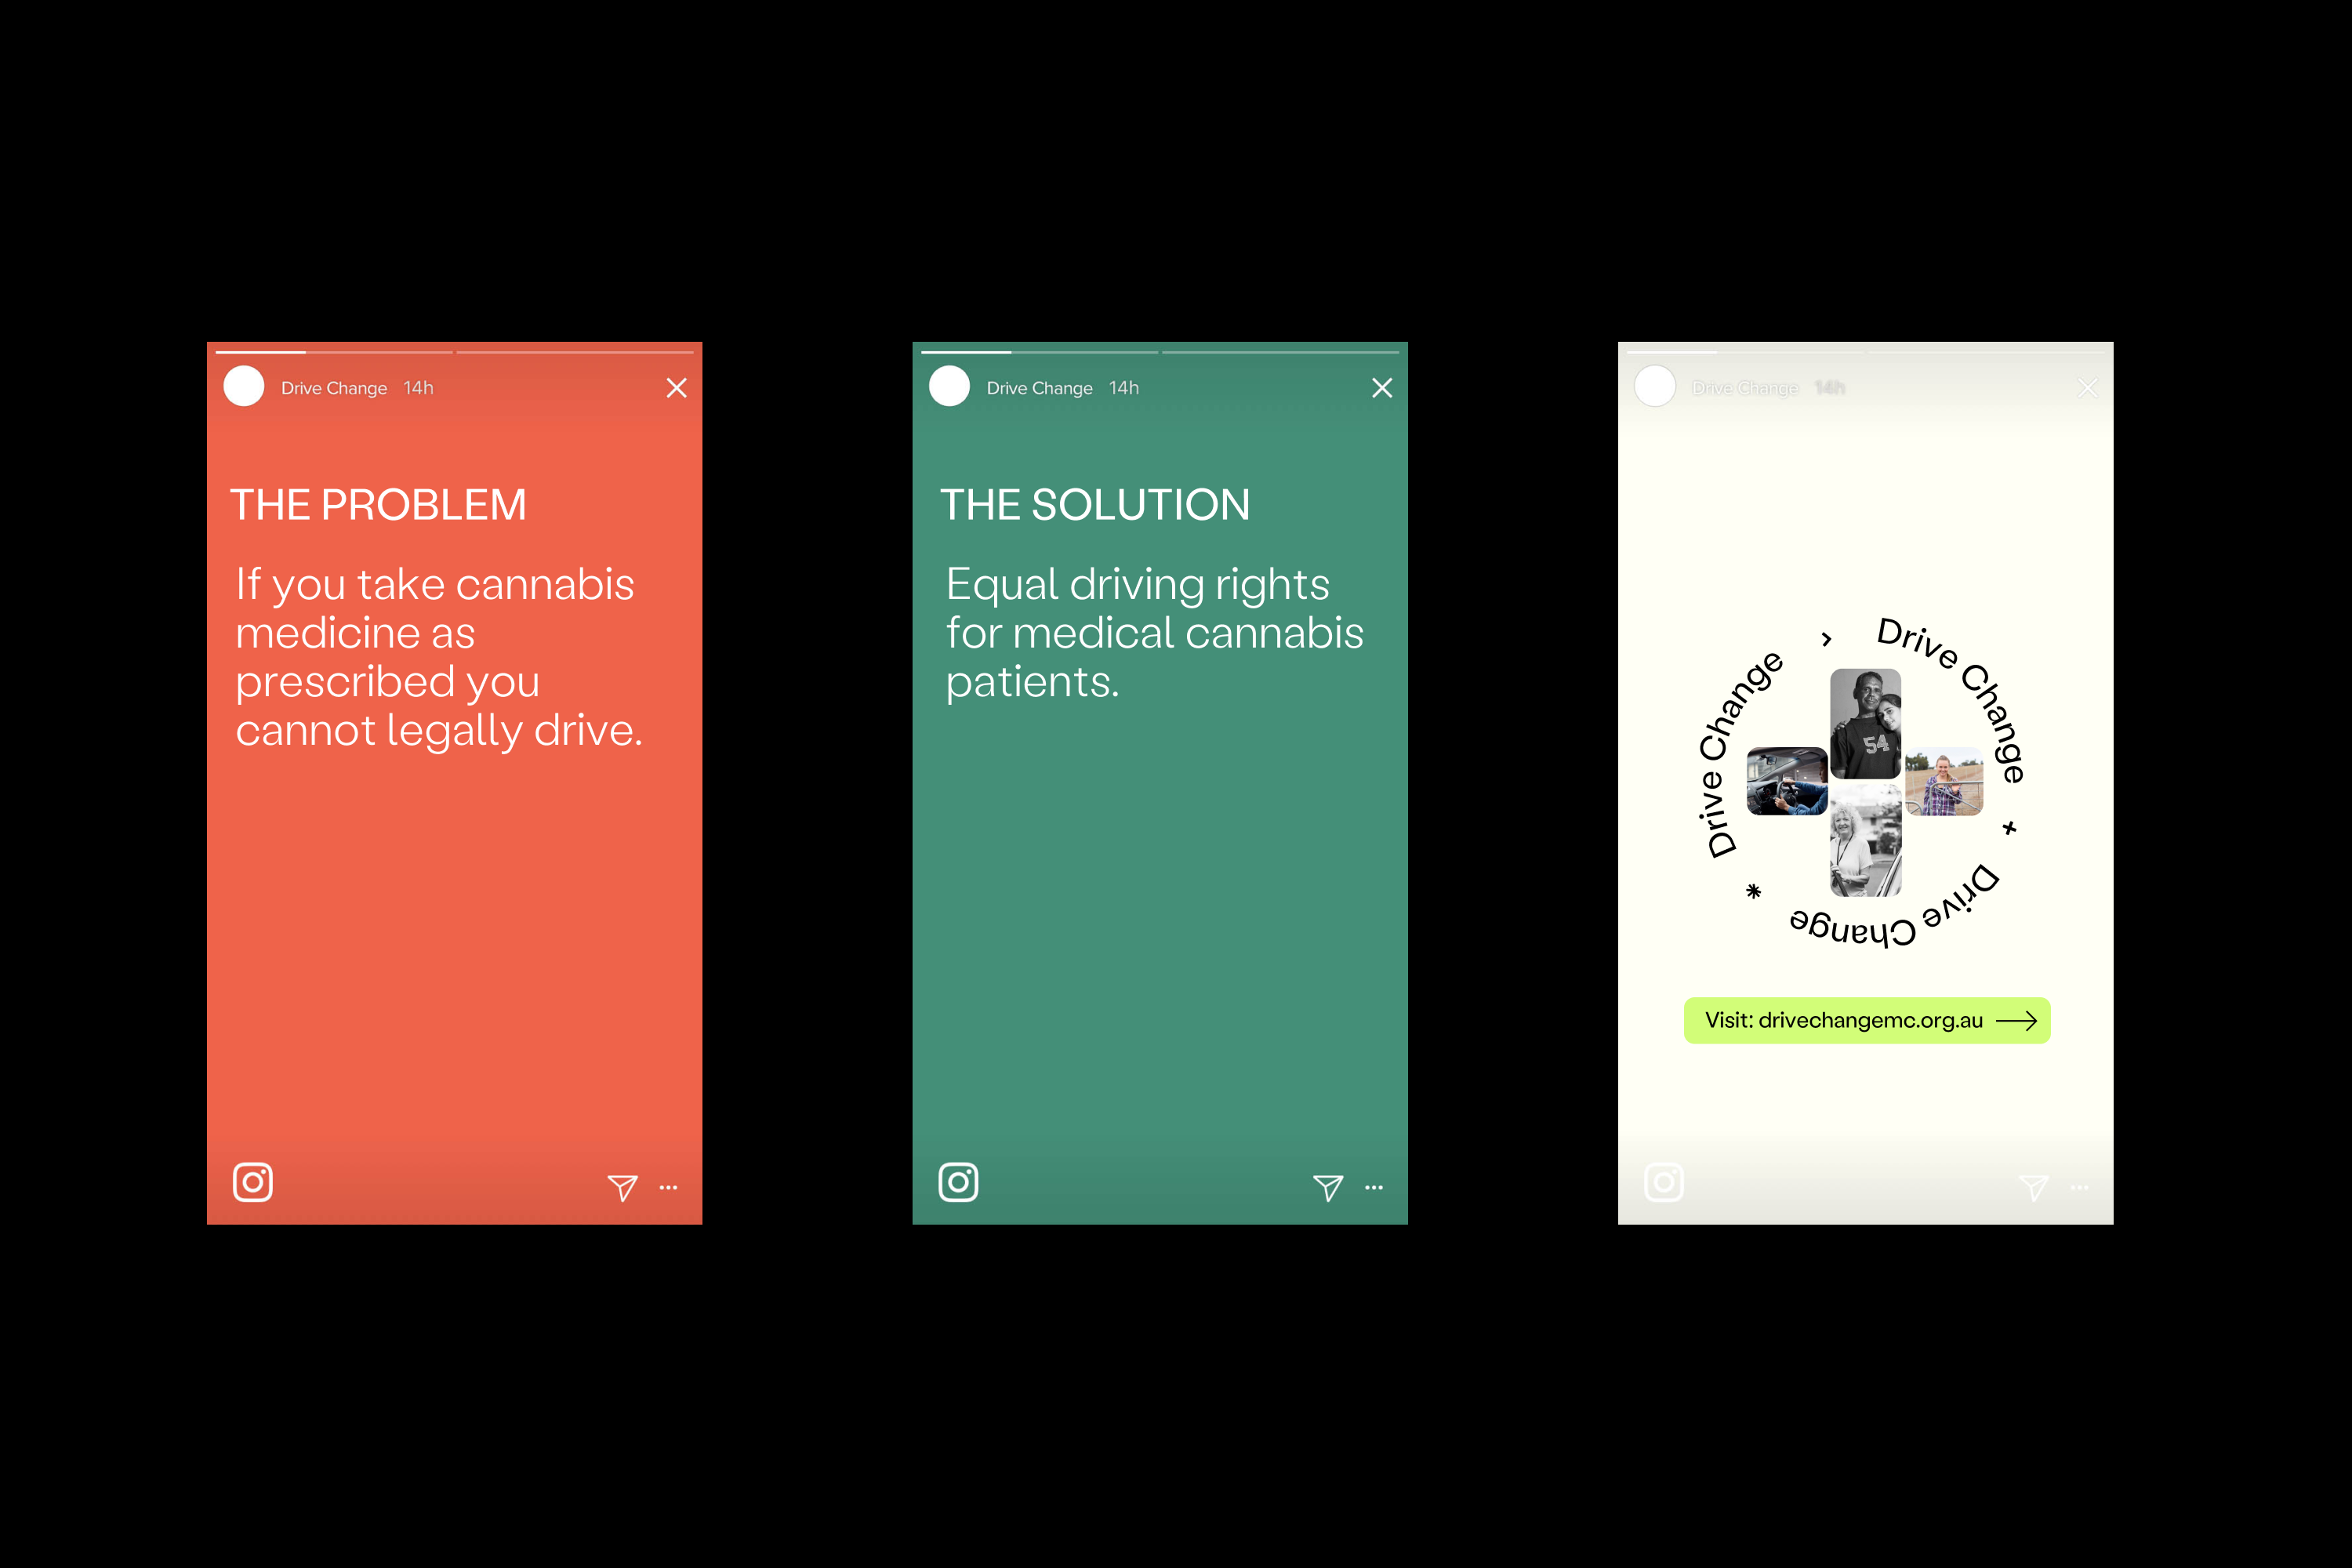 Drive Change 14h
THE PROBLEM
If you take cannabis
medicine as
prescribed you
cannot legally drive.
Drive Change 14h
THE SOLUTION
Equal driving rights
for medical cannabis
patients.
Drive Change 14h
Drive Change
Drive Change
Drive Change
54
Visit: drivechangemc.org.au